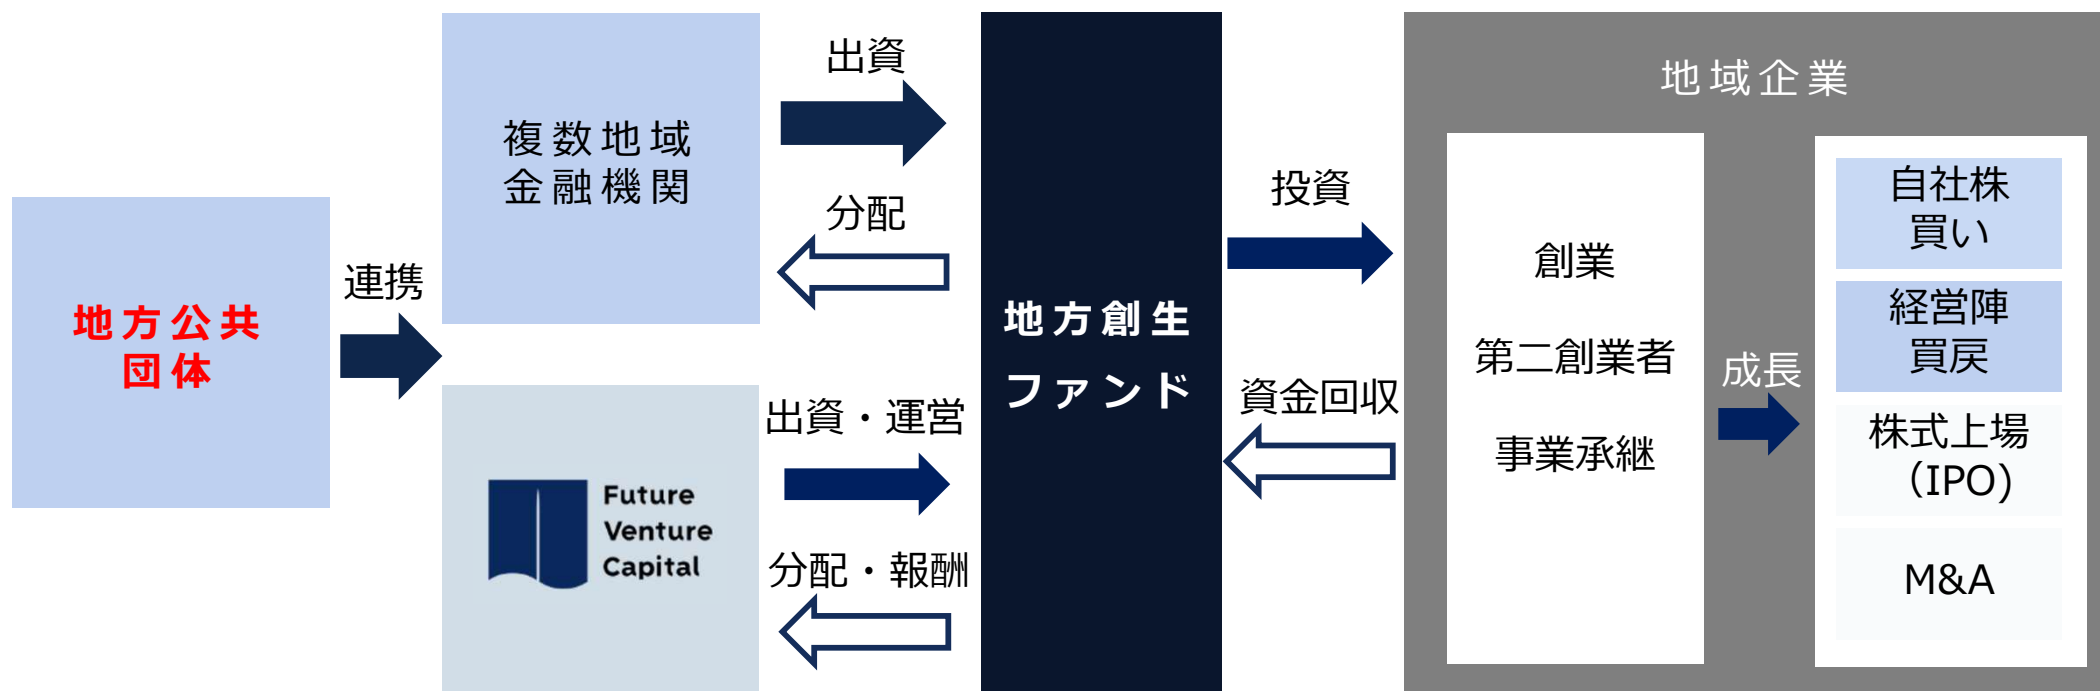 地方公共
団体
連携
複数地域
金融機関
Future
Venture
Capital
出資
分配
出資・運営
分配・報酬
地方創生
ファンド
投資
資金回収
地域企業
創業
第二創業者
事業承継
成長
自社株
買い
経営陣
買戻
株式上場
（IPO）
M&A